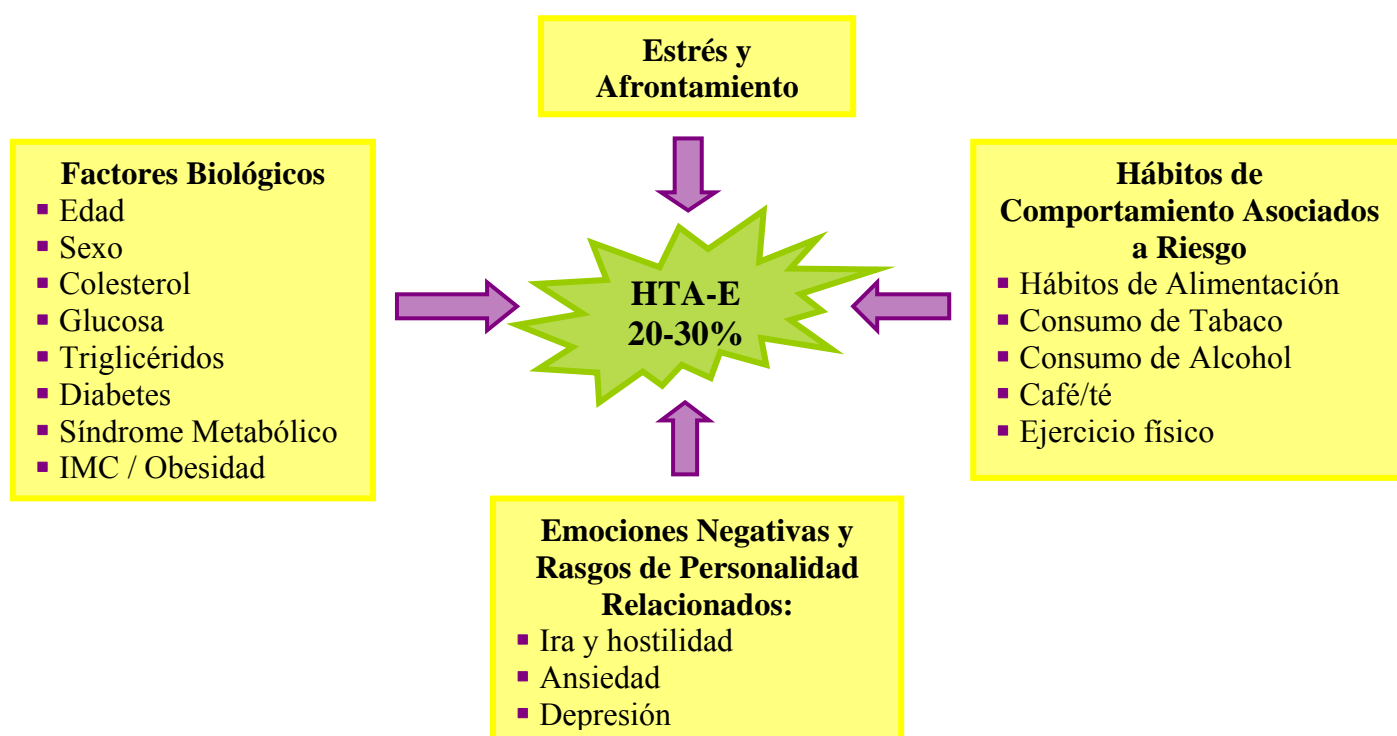 Estrés y
Afrontamiento
Factores Biológicos
▪ Edad
▪ Sexo
▪ Colesterol
▪ Glucosa
▪ Triglicéridos
▪ Diabetes
▪ Síndrome Metabólico
▪ IMC / Obesidad
HTA-E
20-30%
Hábitos de
Comportamiento Asociados
a Riesgo
▪ Hábitos de Alimentación
▪ Consumo de Tabaco
▪ Consumo de Alcohol
▪ Café/té
▪ Ejercicio físico
Emociones Negativas y
Rasgos de Personalidad
Relacionados:
▪ Ira y hostilidad
▪ Ansiedad
▪ Depresión